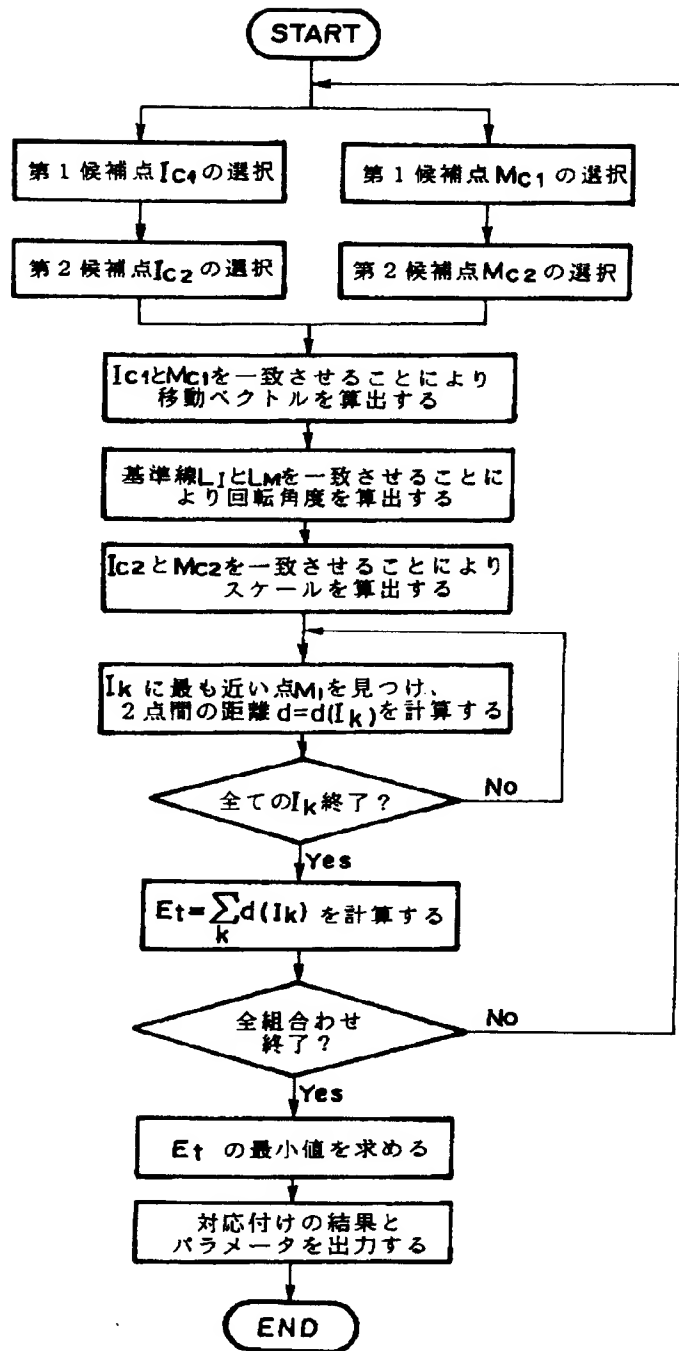 START
第1候補点IC1の選択
第1候補点MC1の選択
第2候補点IC2の選択
第2候補点MC2の選択
IC1とMC1を一致させることにより
移動ベクトルを算出する
基準線LIとLMを一致させることに
より回転角度を算出する
IC2とMC2を一致させることにより
スケールを算出する
Ikに最も近い点Mlを見つけ、
2点間の距離d=d(Ik)を計算する
全てのIk終了?
No
Yes
Et=∑d(Ik)を計算する
k
全組合わせ
終了?
No
Yes
Etの最小値を求める
対応付けの結果と
パラメータを出力する
END